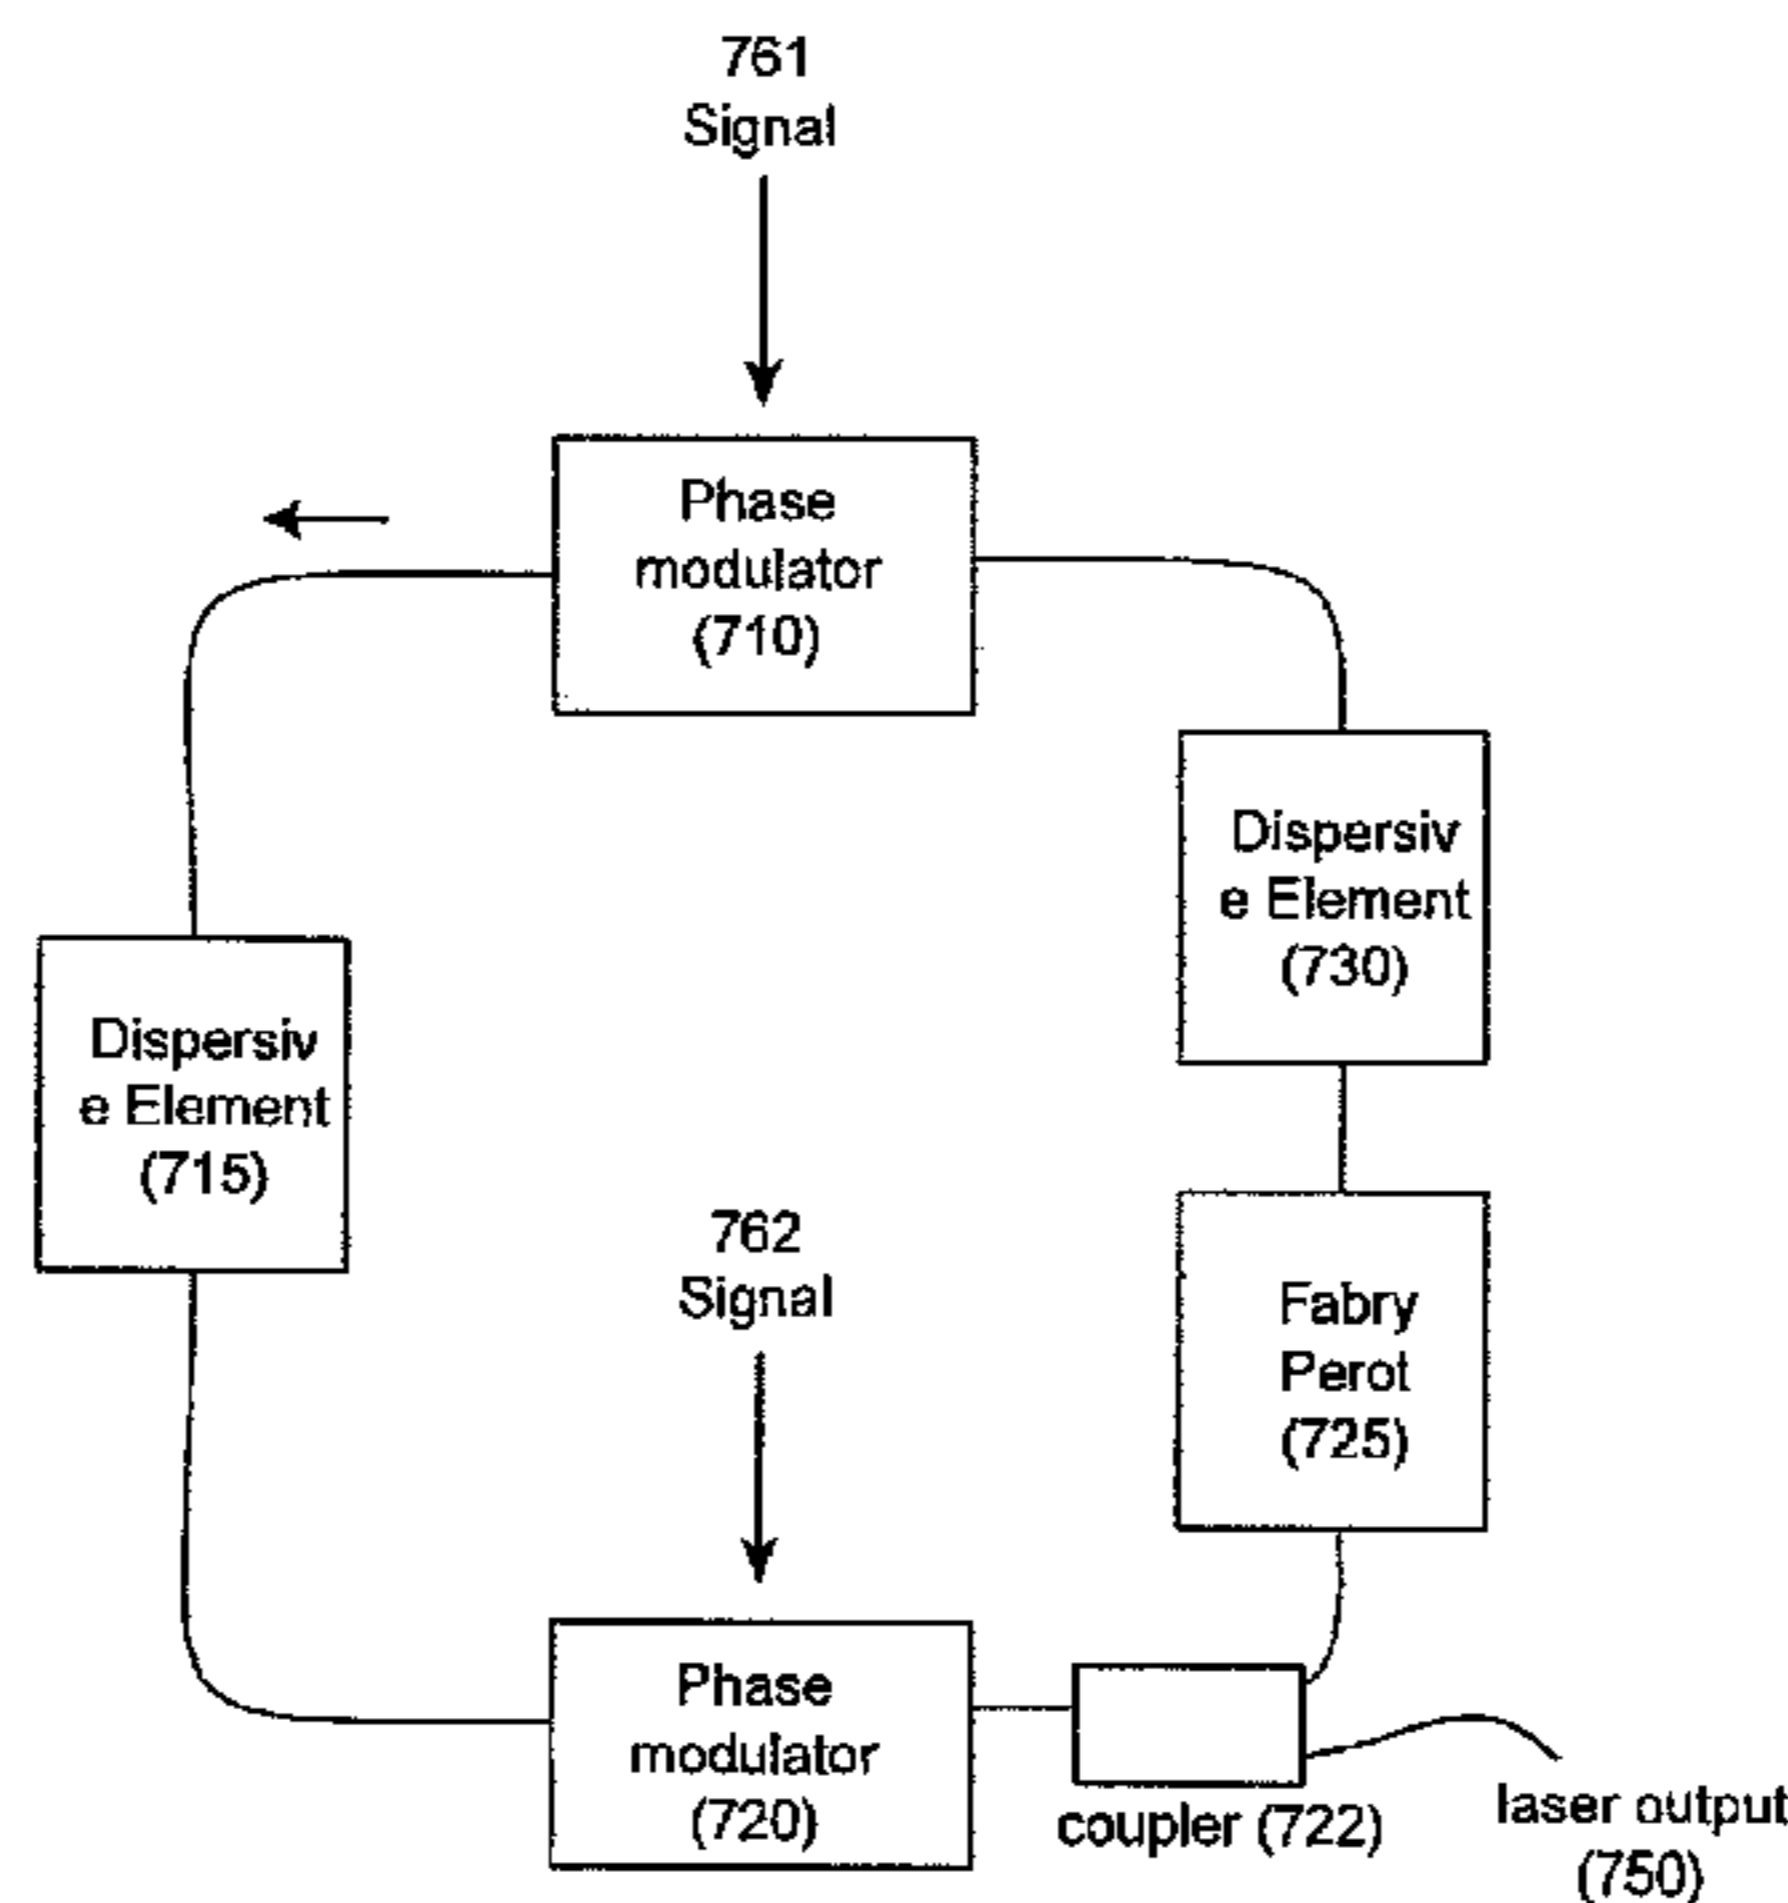 761
Signal
Phase
modulator
(710)
Dispersiv
e Element
(730)
Dispersiv
e Element
(715)
762
Signal
Fabry
Perot
(725)
Phase
modulator
(720)
coupler (722)
laser output
(750)